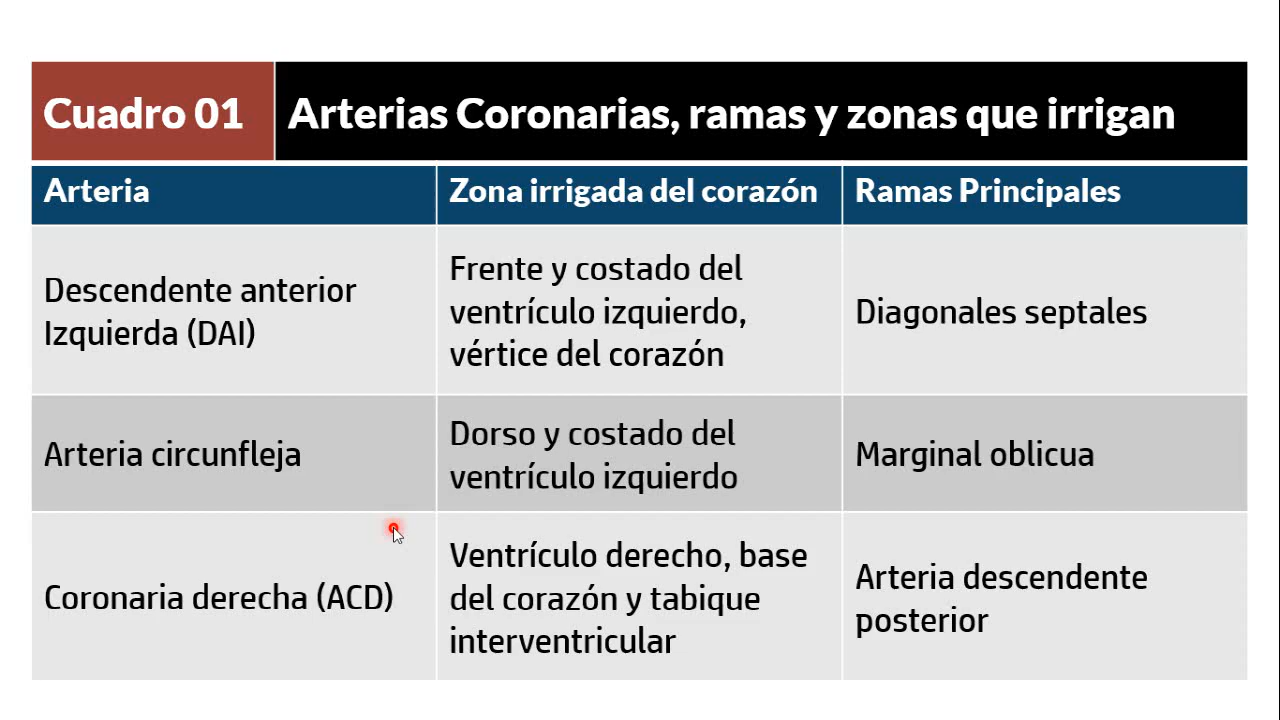 Cuadro 01
Arterias Coronarias, ramas y zonas que irrigan
Arteria
Zona irrigada del corazón
Ramas Principales
Descendente anterior
Izquierda (DAI)
Frente y costado del
ventrículo izquierdo,
vértice del corazón
Diagonales septales
Arteria circunfleja
Dorso y costado del
ventrículo izquierdo
Marginal oblicua
Coronaria derecha (ACD)
Ventrículo derecho, base
del corazón y tabique
interventricular
Arteria descendente
posterior